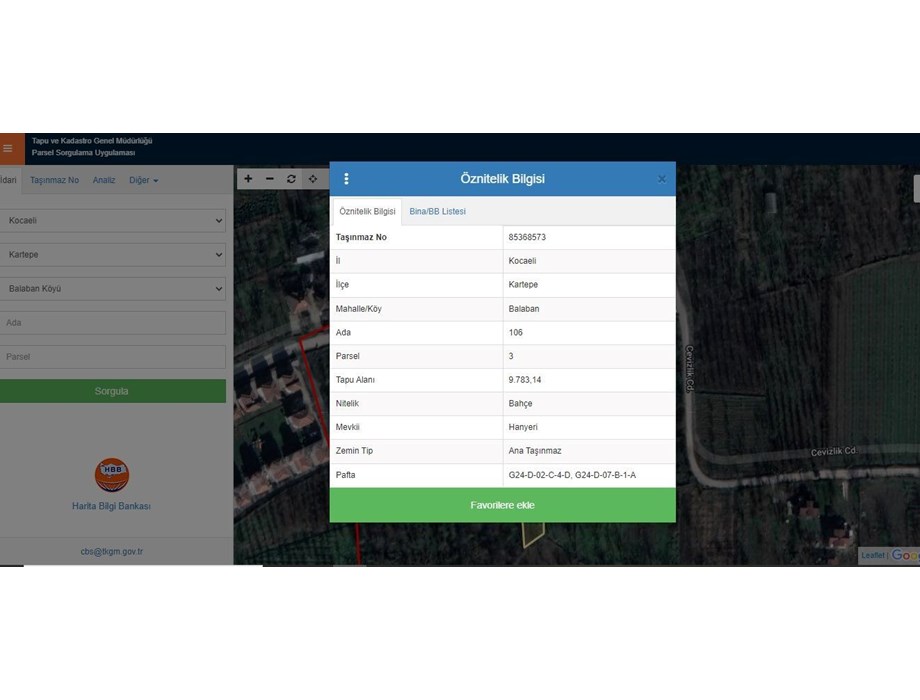 Tapu ve Kadastro Genel Müdürlüğü
Parsel Sorgulama Uygulaması
İdari Taşınmaz No Analiz Diğer
Kocaeli
Kartepe
Balaban Köyü
Ada
Parsel
Sorgula
HBB
Harita Bilgi Bankası
cbs@tkgm.gov.tr
Öznitelik Bilgisi
Öznitelik Bilgisi Bina/BB Listesi
Taşınmaz No 85368573
İl Kocaeli
İlçe Kartepe
Mahalle/Köy Balaban
Ada 106
Parsel 3
Tapu Alanı 9.783,14
Nitelik Bahçe
Mevkii Hanyeri
Zemin Tip Ana Taşınmaz
Pafta G24-D-02-C-4-D, G24-D-07-B-1-A
Favorilere ekle
Cevizlik Cd
Cevizlik Cd
Leaflet | Goo